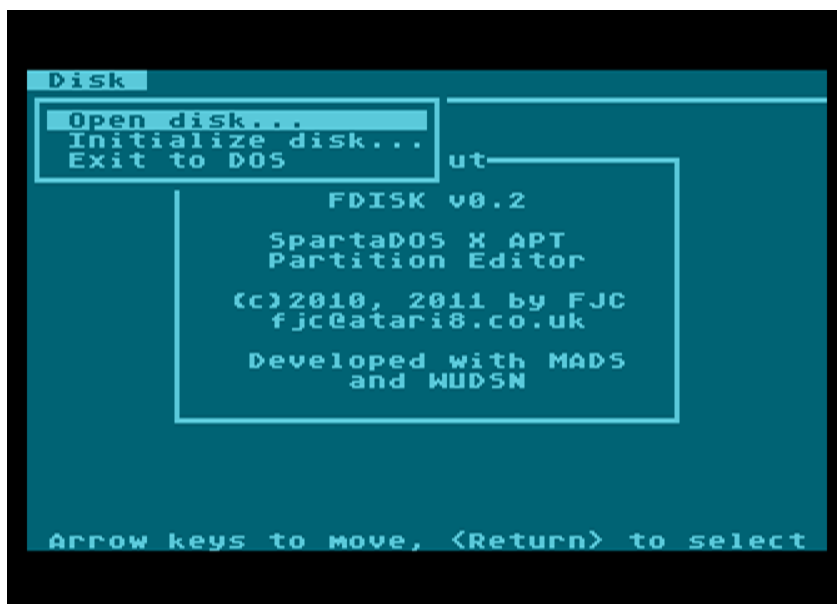 Disk
Open disk...
Initialize disk...
Exit to DOS
ut
FDISK v0.2
SpartaDOS X APT
Partition Editor
(c)2010, 2011 by FJC
fjc@atari8.co.uk
Developed with MADS
and WUDSN
Arrow keys to move, <Return> to select